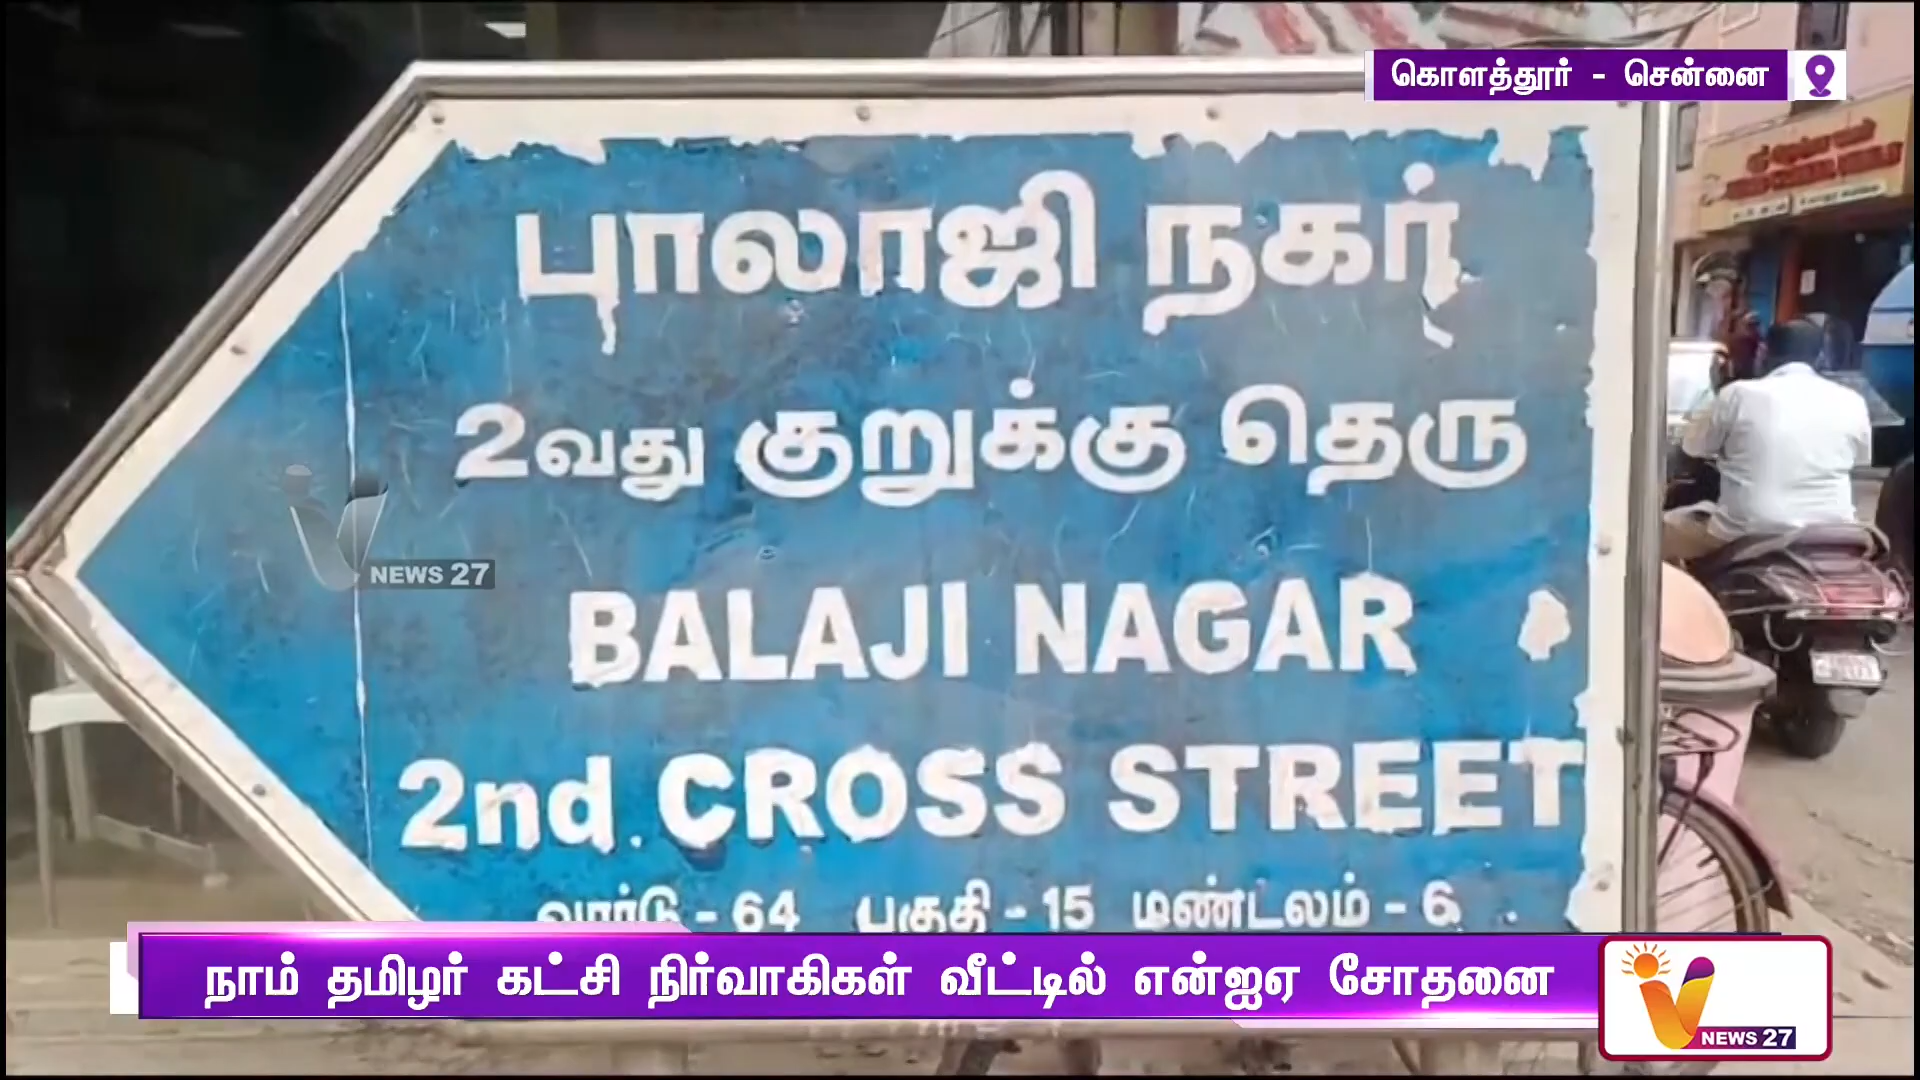 கொளத்தூர் - சென்னை
பாலாஜி நகர்
2வது குறுக்கு தெரு
NEWS 27
BALAJI NAGAR
2nd. CROSS STREET
வார்டு - 64 பகுதி - 15 மண்டலம் - 6
நாம் தமிழர் கட்சி நிர்வாகிகள் வீட்டில் என்ஐஏ சோதனை
NEWS 27